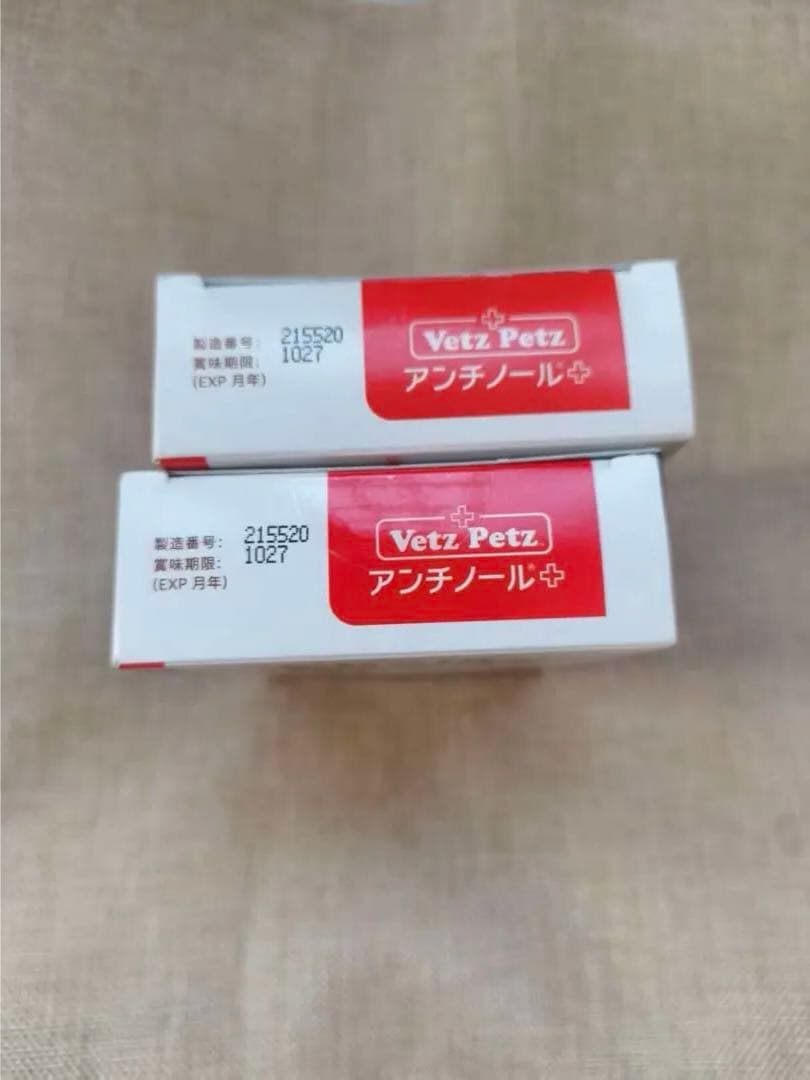 製造番号: 215520
賞味期限: 1027
(EXP 月年)
Vetz Petz
アンチノール
製造番号: 215520
賞味期限: 1027
(EXP 月年)
Vetz Petz
アンチノール®